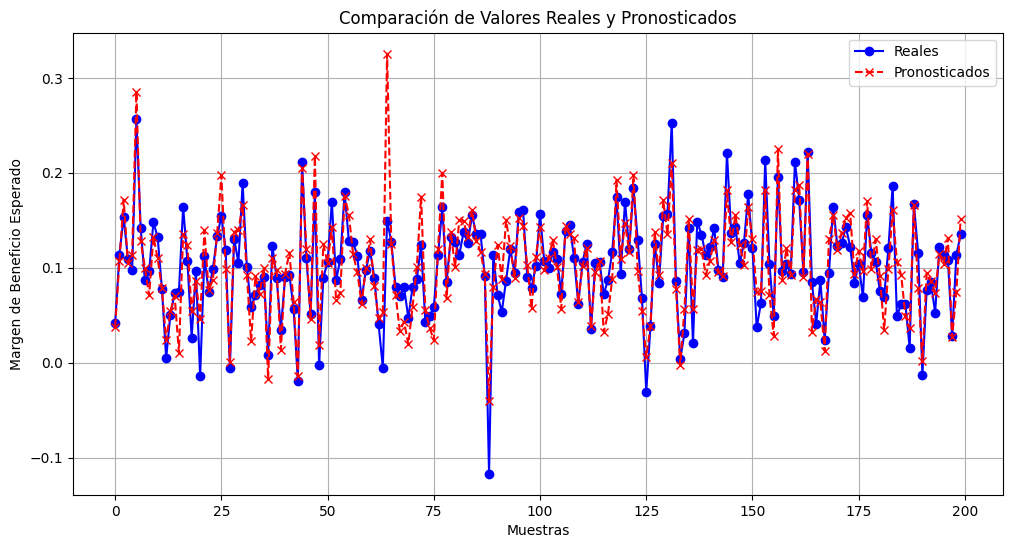 Comparación de Valores Reales y Pronosticados
Reales
Pronosticados
Margen de Beneficio Esperado
0.3
0.2
0.1
0.0
−0.1
0 25 50 75 100 125 150 175 200
Muestras